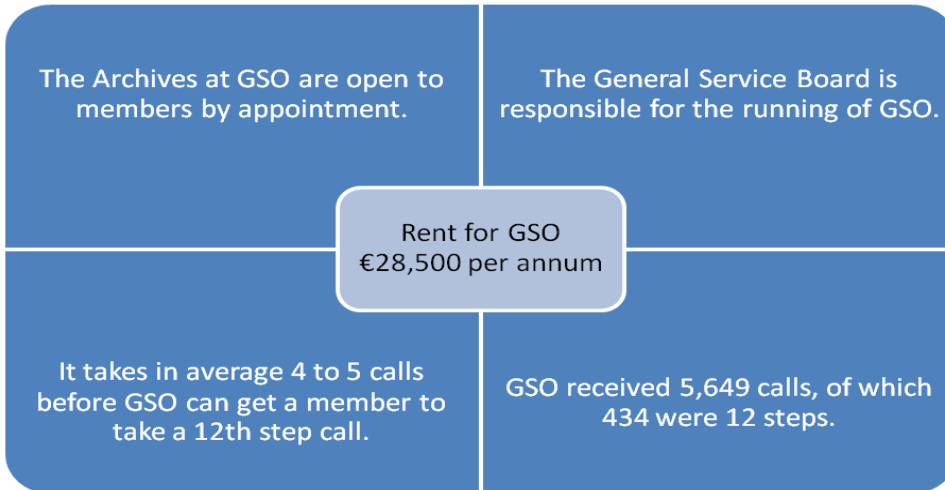 The Archives at GSO are open to
members by appointment.
The General Service Board is
responsible for the running of GSO.
Rent for GSO
€28,500 per annum
It takes in average 4 to 5 calls
before GSO can get a member to
take a 12th step call.
GSO received 5,649 calls, of which
434 were 12 steps.